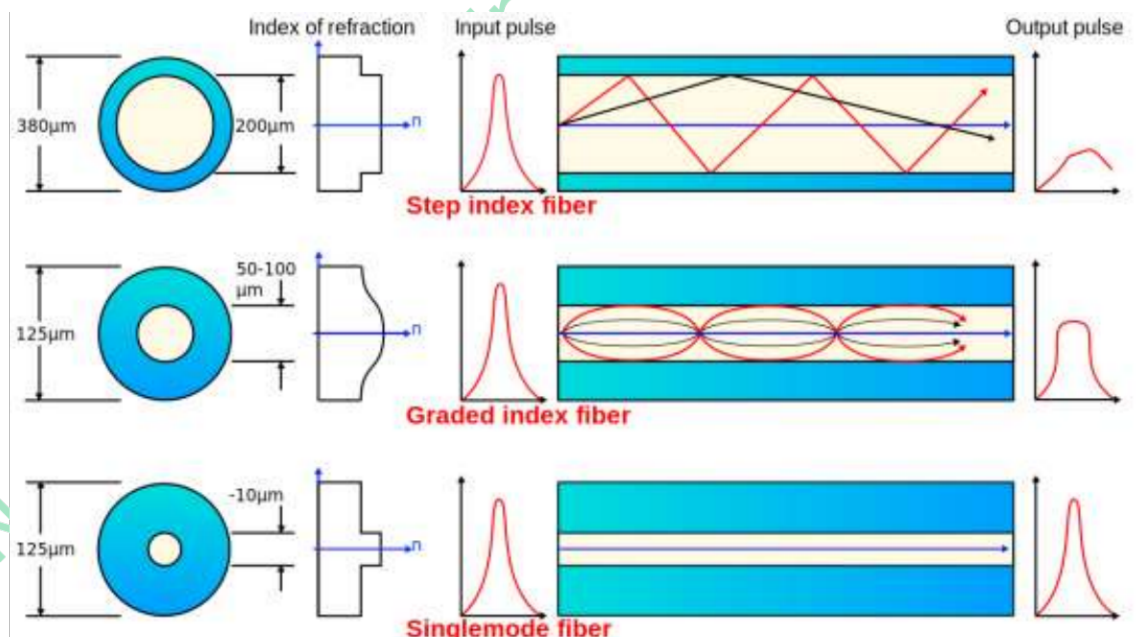 Index of refraction
Input pulse
Output pulse
380µm
200µm
n
Step index fiber
50-100
µm
125µm
n
Graded index fiber
-10µm
125µm
n
Singlemode fiber